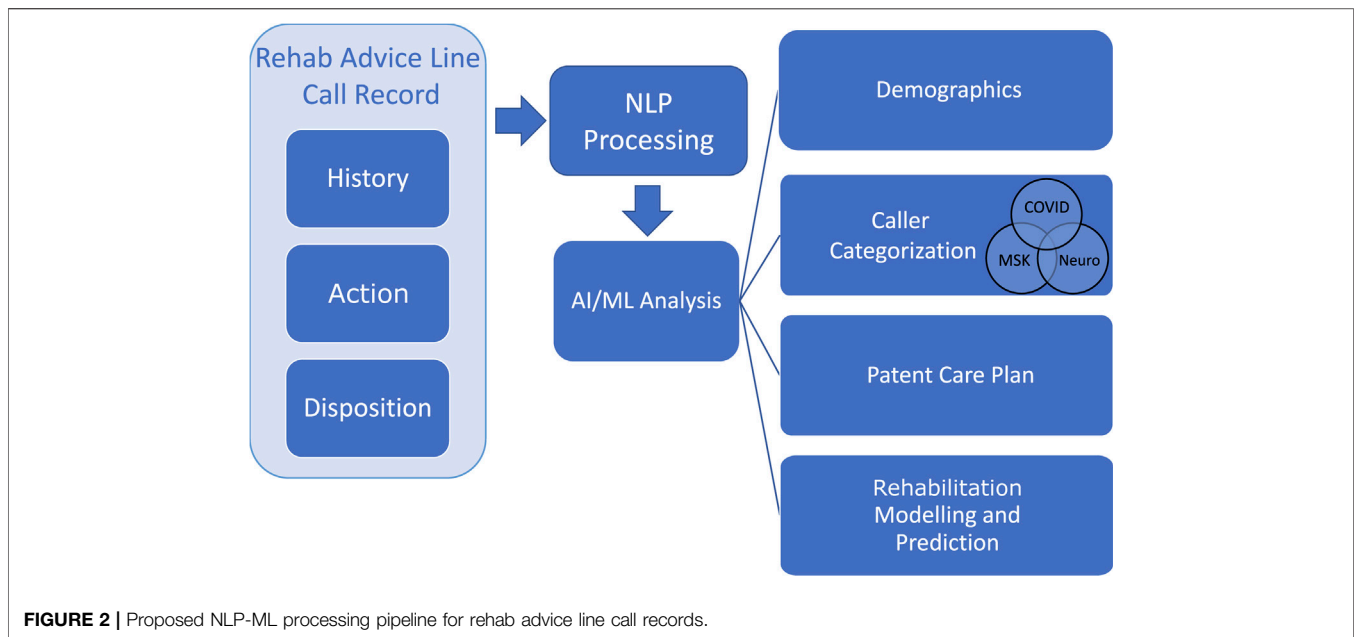 Rehab Advice Line
Call Record
History
Action
Disposition
NLP
Processing
AI/ML Analysis
Demographics
Caller
Categorization
COVID
MSK
Neuro
Patent Care Plan
Rehabilitation
Modelling and
Prediction
FIGURE 2 | Proposed NLP-ML processing pipeline for rehab advice line call records.